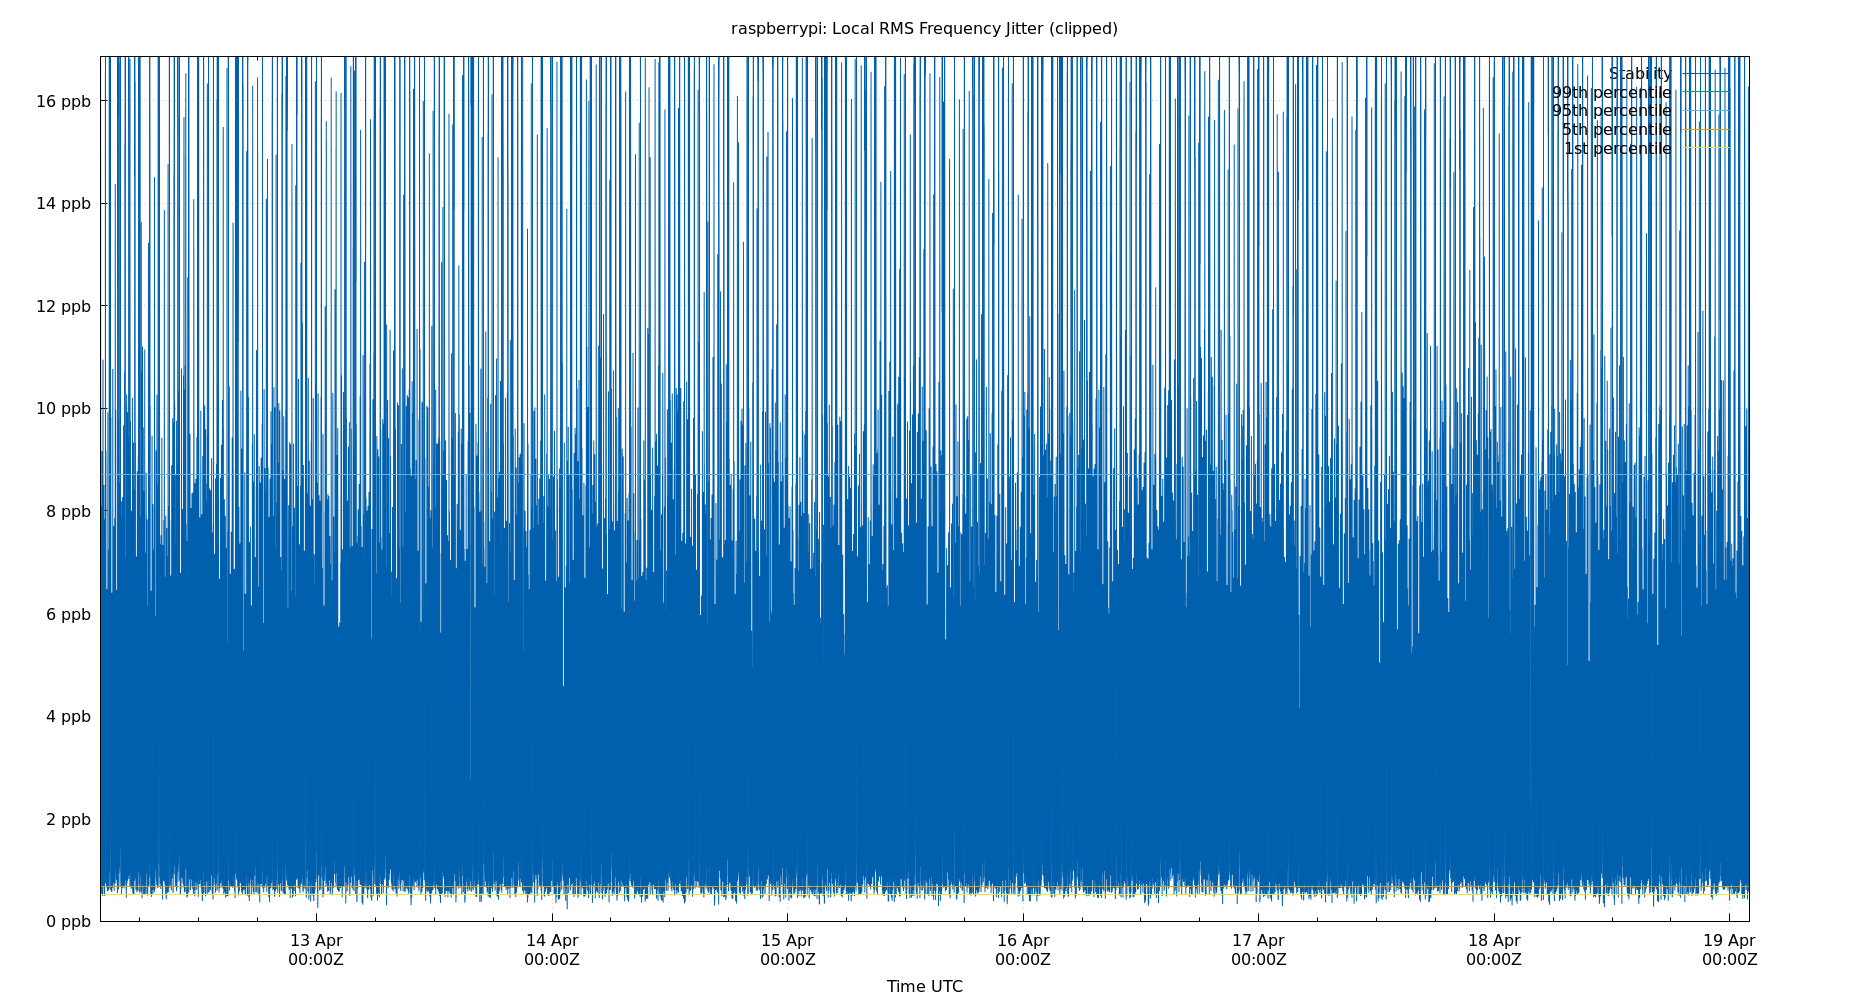 raspberrypi: Local RMS Frequency Jitter (clipped)
Stability
99th percentile
95th percentile
5th percentile
1st percentile
16 ppb
14 ppb
12 ppb
10 ppb
8 ppb
6 ppb
4 ppb
2 ppb
0 ppb
13 Apr 14 Apr 15 Apr 16 Apr 17 Apr 18 Apr 19 Apr
00:00Z 00:00Z 00:00Z 00:00Z 00:00Z 00:00Z 00:00Z
Time UTC